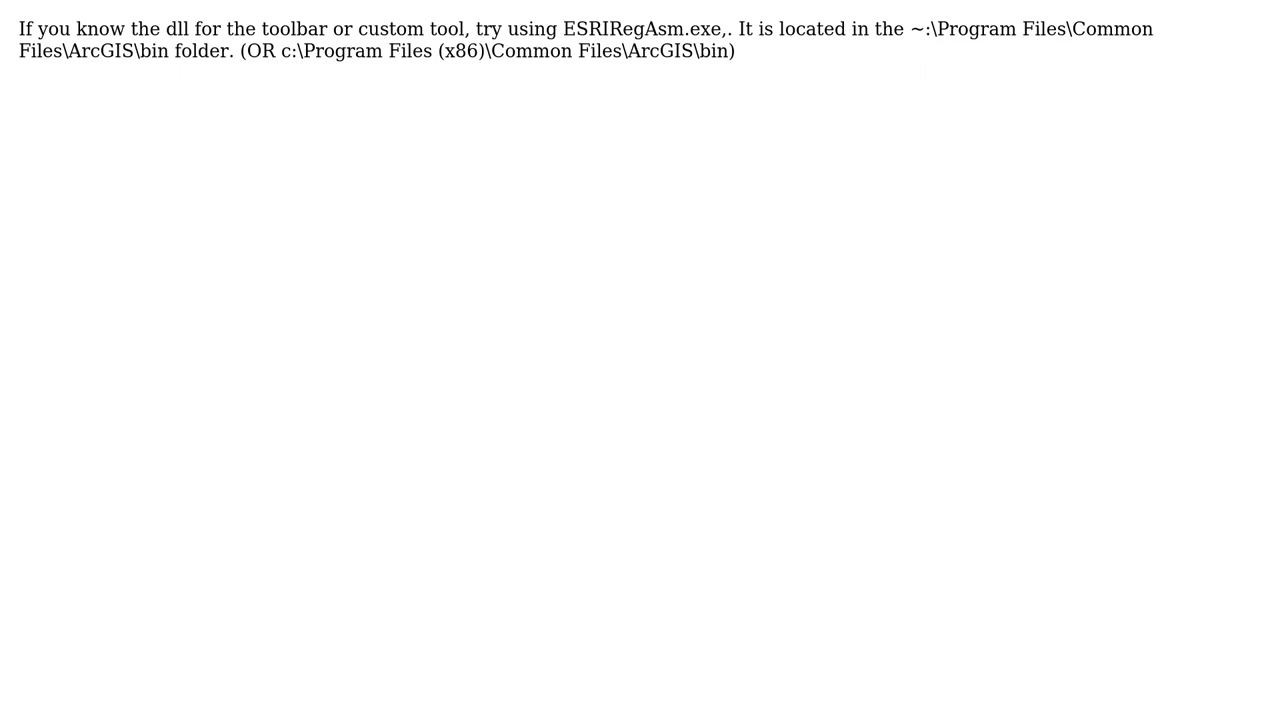 If you know the dll for the toolbar or custom tool, try using ESRIRegAsm.exe,. It is located in the ~:\Program Files\Common
Files\ArcGIS\bin folder. (OR c:\Program Files (x86)\Common Files\ArcGIS\bin)